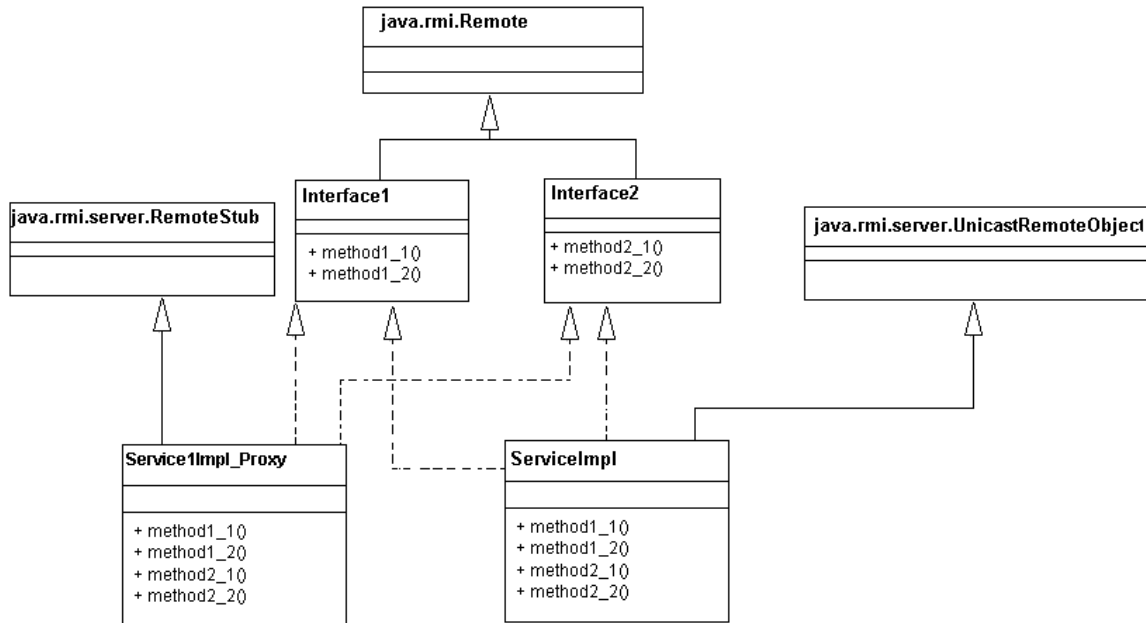 java.rmi.Remote
Interface1
+ method1_1()
+ method1_2()
Interface2
+ method2_1()
+ method2_2()
java.rmi.server.RemoteStub
java.rmi.server.UnicastRemoteObject
Service1Impl_Proxy
+ method1_1()
+ method1_2()
+ method2_1()
+ method2_2()
ServiceImpl
+ method1_1()
+ method1_2()
+ method2_1()
+ method2_2()